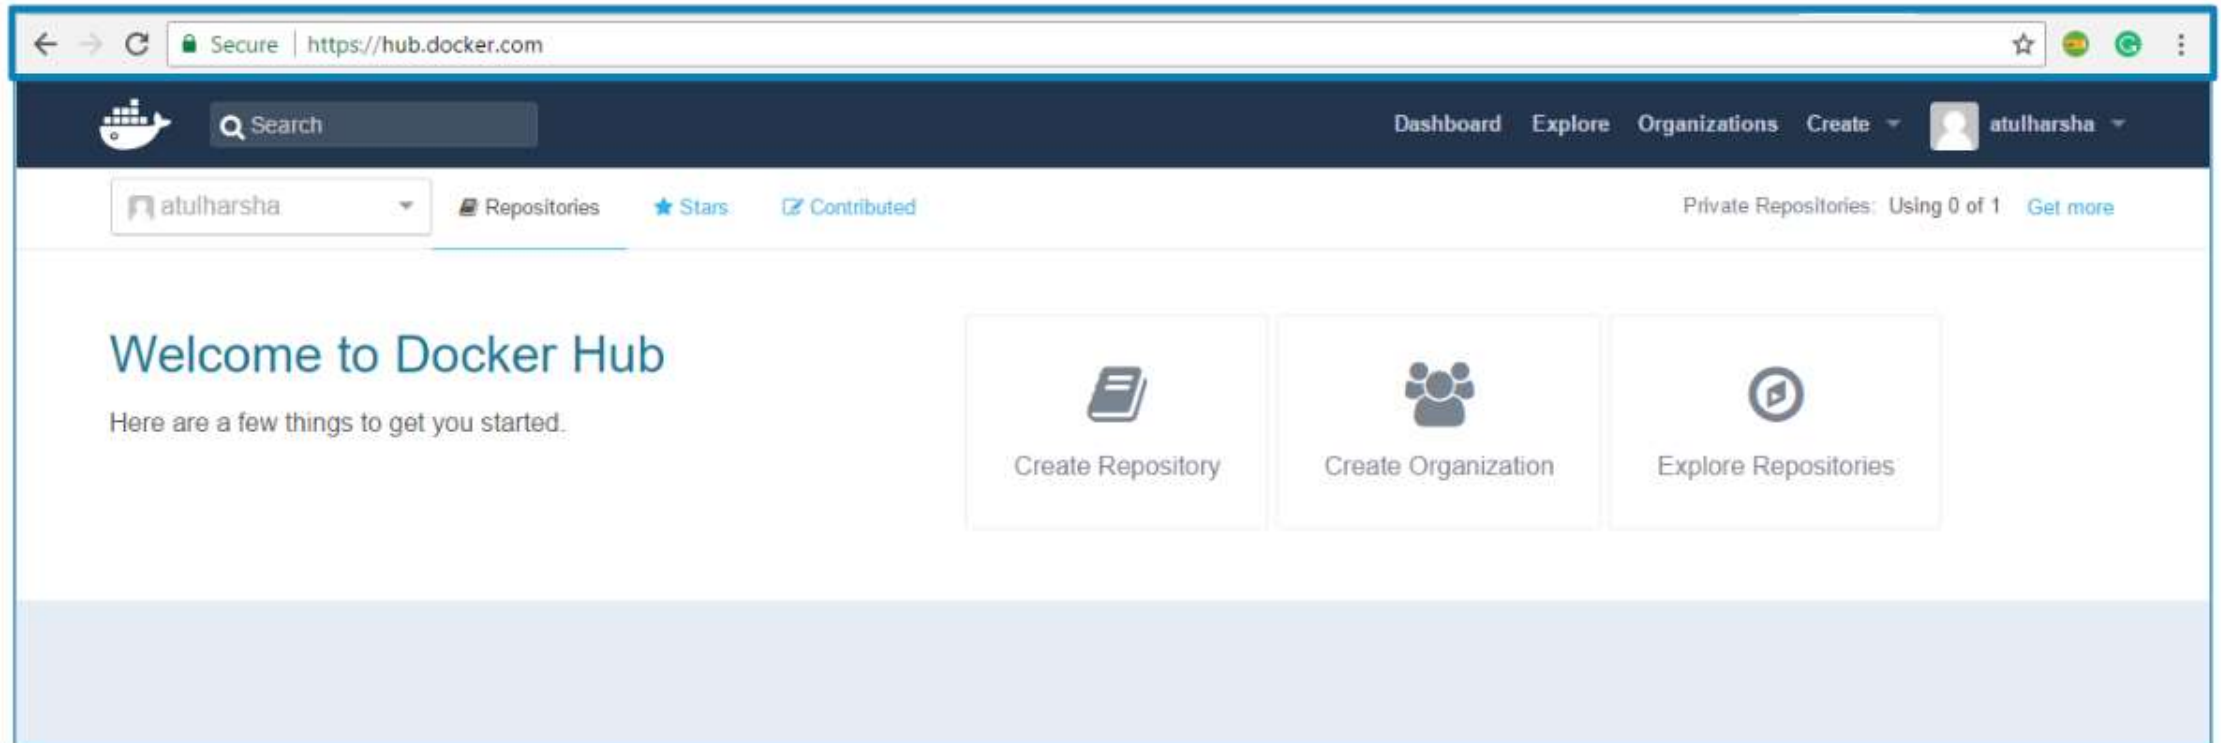 Secure | https://hub.docker.com
Search Dashboard Explore Organizations Create atulharsha
atulharsha Repositories Stars Contributed Private Repositories: Using 0 of 1 Get more
Welcome to Docker Hub
Here are a few things to get you started.
Create Repository Create Organization Explore Repositories